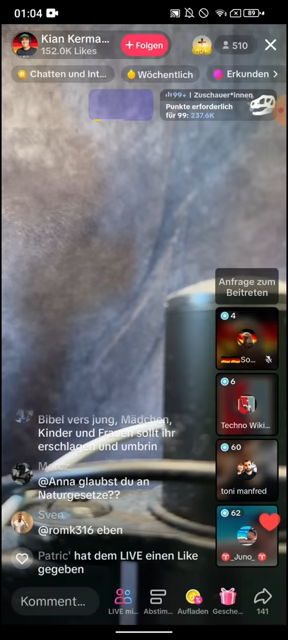 01:04
89+
Kian Kerma...
152.0K Likes
+ Folgen
510
Chatten und Int...
Wöchentlich
Erkunden >
99+ | Zuschauer*innen
Punkte erforderlich
für 99: 237.6K
Anfrage zum
Beitreten
4
So...
6
Techno Wiki...
60
toni manfred
62
_Juno_
Bibel vers jung, Mädchen,
Kinder und Frauen sollt ihr
erschlagen und umbrin
@Anna glaubst du an
Naturgesetze??
Sven
@romk316 eben
Patric' hat dem LIVE einen Like
gegeben
Komment...
LIVE mi...
Abstim...
Aufladen
Gesche...
141